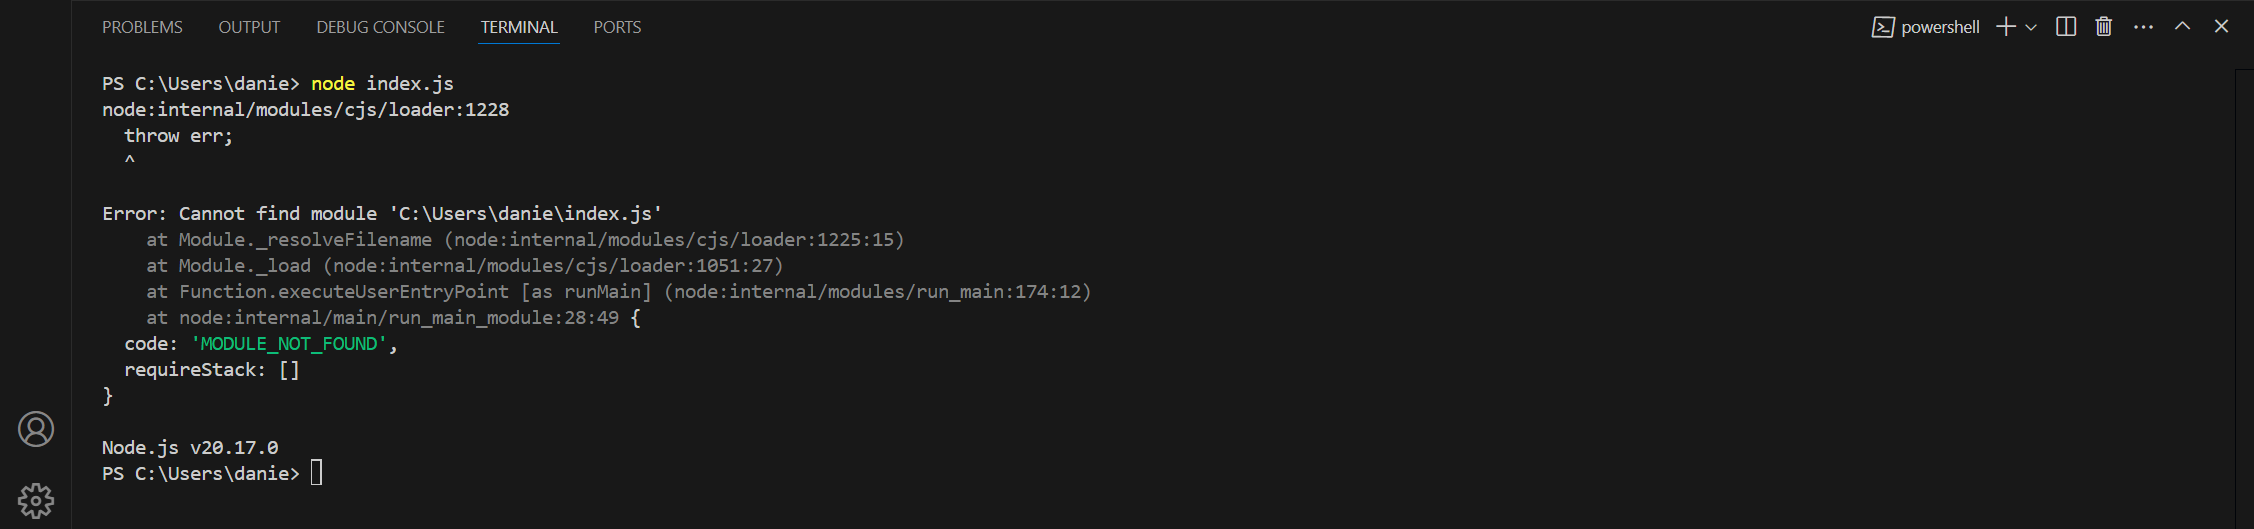 PROBLEMS OUTPUT DEBUG CONSOLE TERMINAL PORTS powershell
PS C:\Users\danie> node index.js
node:internal/modules/cjs/loader:1228
  throw err;
  ^

Error: Cannot find module 'C:\Users\danie\index.js'
    at Module._resolveFilename (node:internal/modules/cjs/loader:1225:15)
    at Module._load (node:internal/modules/cjs/loader:1051:27)
    at Function.executeUserEntryPoint [as runMain] (node:internal/modules/run_main:174:12)
    at node:internal/main/run_main_module:28:49 {
  code: 'MODULE_NOT_FOUND',
  requireStack: []
}

Node.js v20.17.0
PS C:\Users\danie>